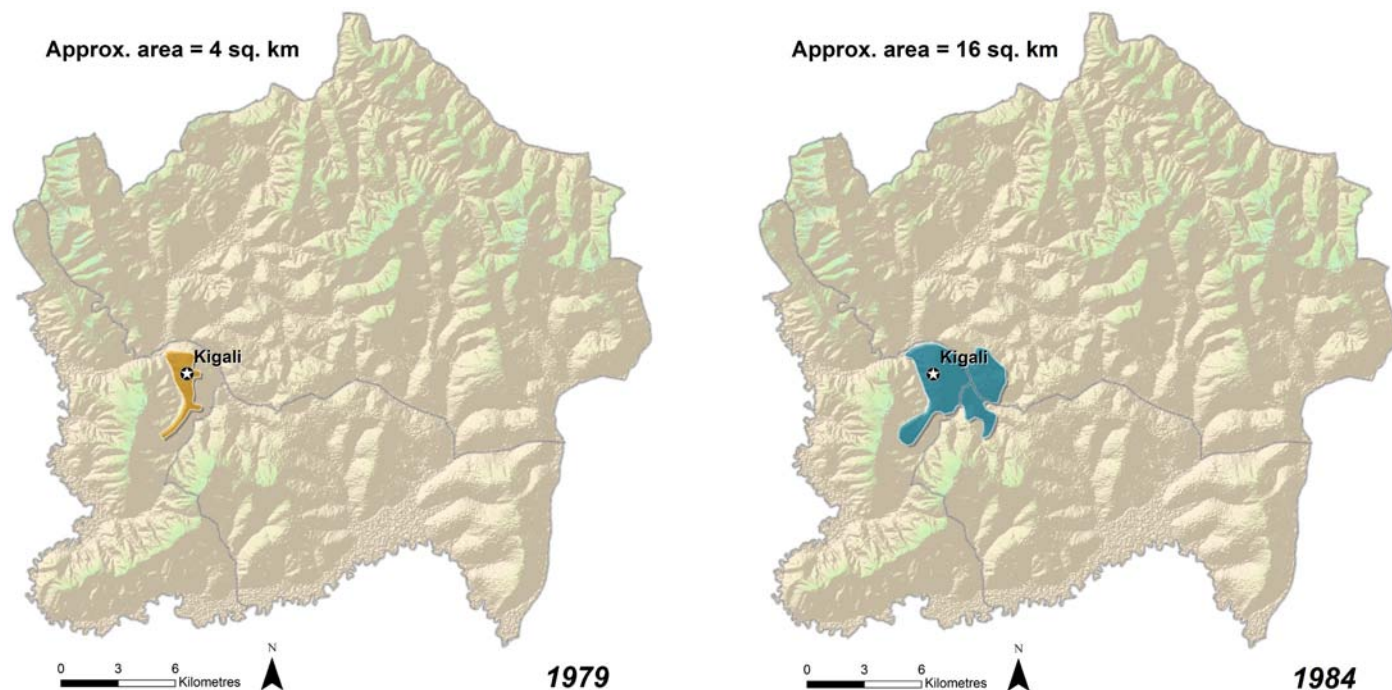 Approx. area = 4 sq. km
Kigali
0 3 6
Kilometres
N
1979
Approx. area = 16 sq. km
Kigali
0 3 6
Kilometres
N
1984